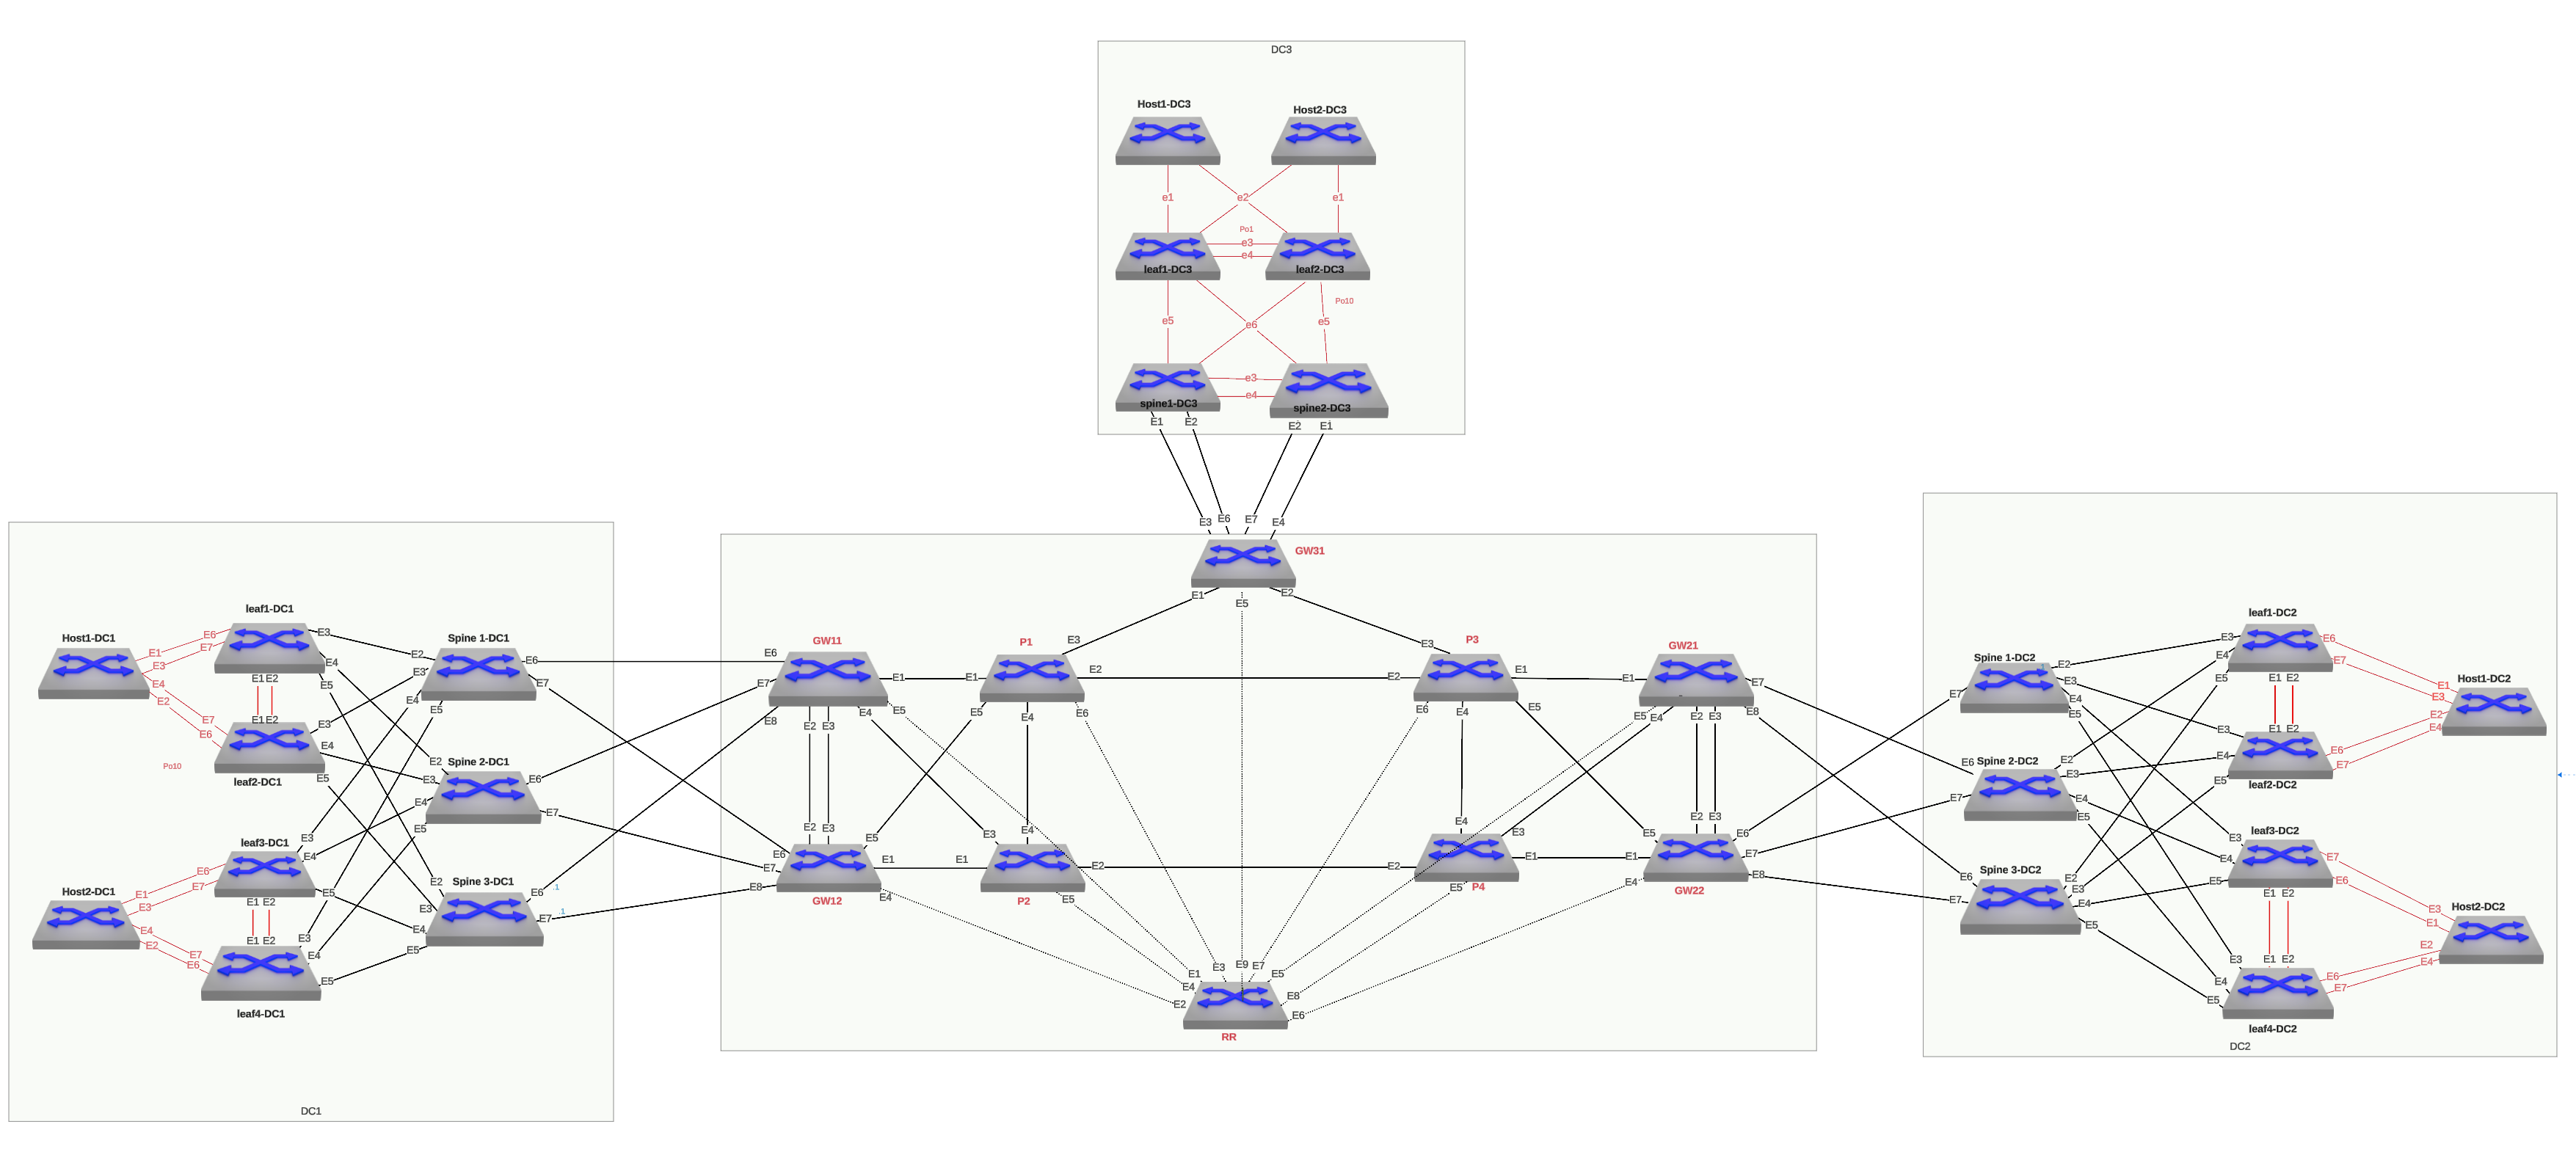 DC3
Host1-DC3
Host2-DC3
e1
e2
e1
Po1
e3
e4
leaf1-DC3
leaf2-DC3
Po10
e5
e6
e5
e3
e4
spine1-DC3
spine2-DC3
E1 E2 E2 E1
E3 E6 E7 E4
GW31
E1 E5 E2
GW11
P1
E3
E3
P3
GW21
E6
E7
E8
E1
E1
E2
E2
E1
E1
E7
E8
E4
E5
E2 E3
E5
E4
E6
E6
E4
E5
E5
E4
E2 E3
E2 E3
E5
E3
E4
E4
E3
E5
E2 E3
E6
E7
E8
E6
E7
E8
E1
E1
E2
E2
E1
E1
GW12
P2
P4
GW22
E4
E5
E5
E4
E1
E4
E2
E3
E9
E7
E5
E8
E6
RR
leaf1-DC1
Host1-DC1
Spine 1-DC1
E6
E7
E1
E3
E4
E2
E7
E6
E3
E4
E5
E1 E2
E1 E2
E2
E3
E4
E5
E6
E7
E3
E4
E5
Po10
leaf2-DC1
Spine 2-DC1
E2
E3
E4
E5
E6
E7
leaf3-DC1
Host2-DC1
Spine 3-DC1
E6
E7
E1
E3
E4
E2
E7
E6
E3
E4
E5
E1 E2
E1 E2
E2
E3
E4
E5
E6
.1
E7
.1
E3
E4
E5
leaf4-DC1
DC1
leaf1-DC2
Spine 1-DC2
Host1-DC2
E7
E2
E3
E4
E5
E3
E4
E5
E6
E7
E1 E2
E1 E2
E1
E3
E2
E4
E3
E4
E5
E6
E7
leaf2-DC2
E6
Spine 2-DC2
E7
E2
E3
E4
E5
leaf3-DC2
Spine 3-DC2
Host2-DC2
E6
E7
E2
E3
E4
E5
E3
E4
E5
E7
E6
E1 E2
E1 E2
E3
E1
E2
E4
E3
E4
E5
E6
E7
leaf4-DC2
DC2